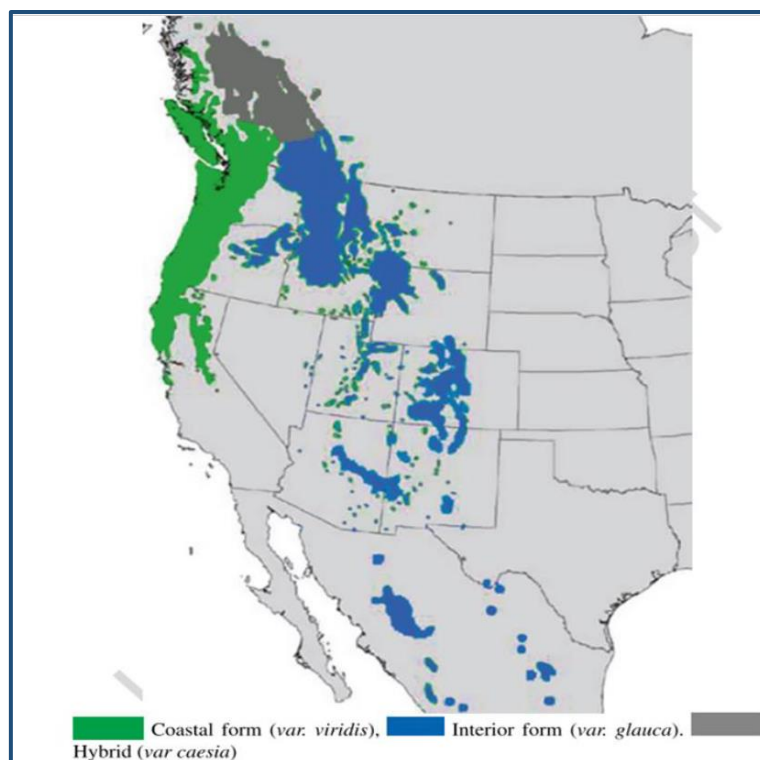 Coastal form (var. viridis), Interior form (var. glauca).
Hybrid (var caesia)